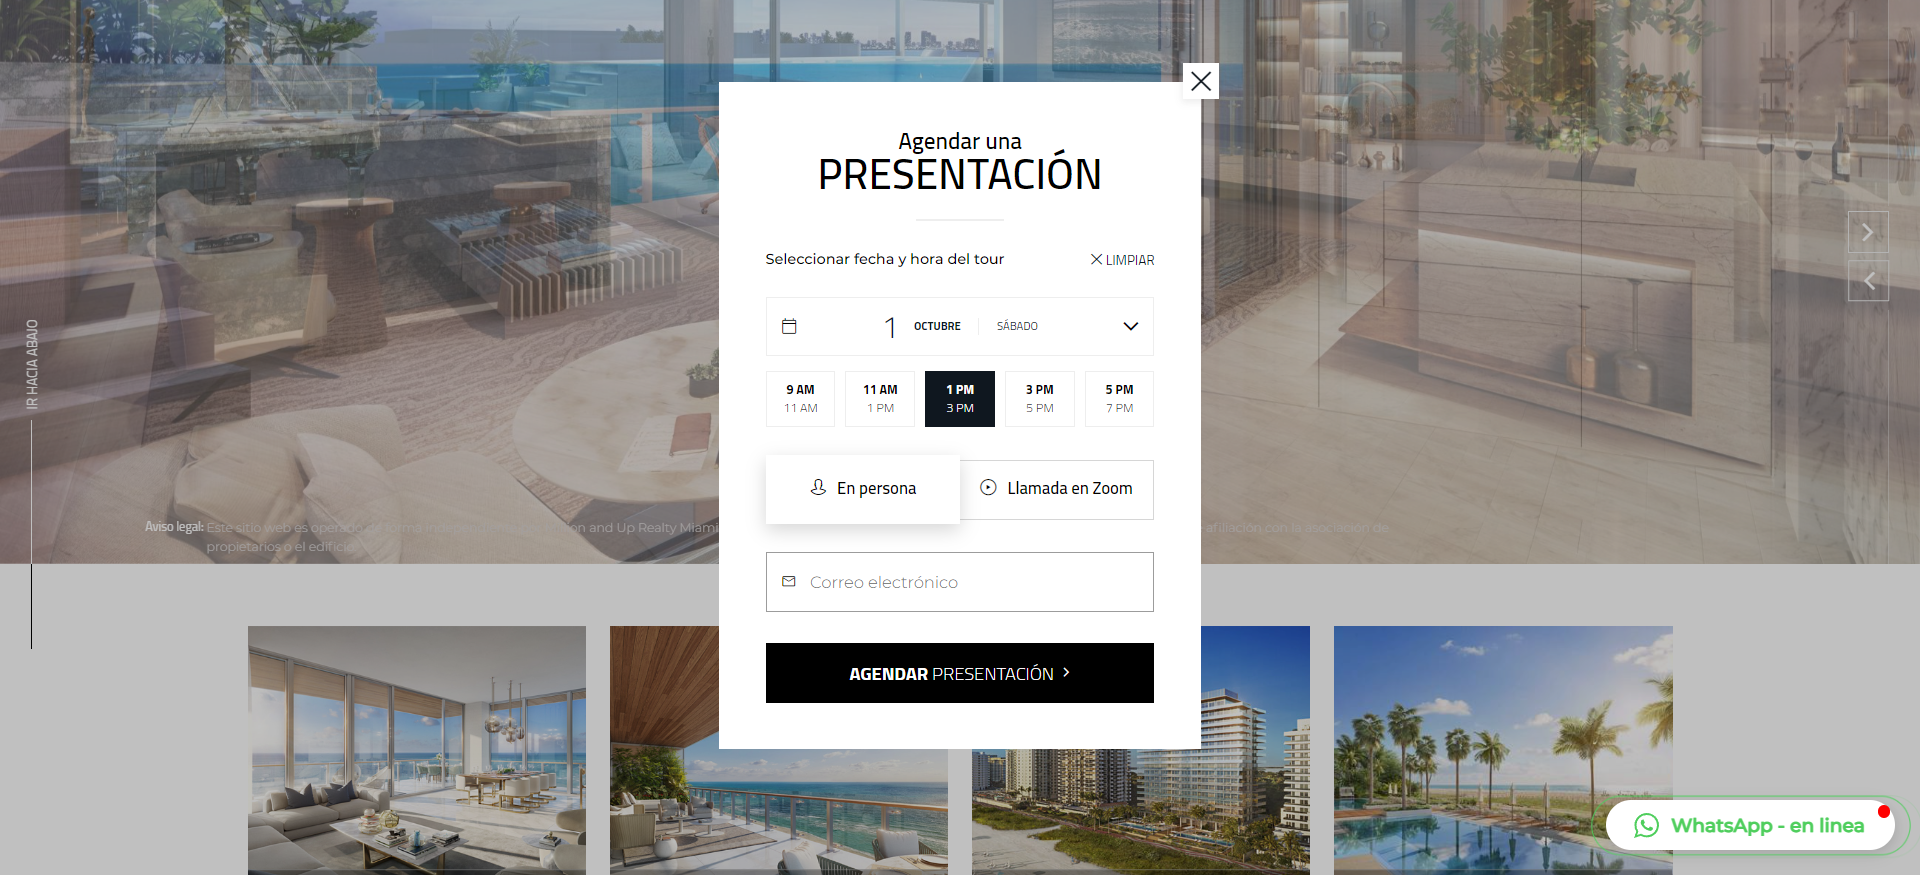 Agendar una
PRESENTACIÓN
Seleccionar fecha y hora del tour
LIMPIAR
1 OCTUBRE SÁBADO
9 AM 11 AM 1 PM 3 PM 5 PM
11 AM 1 PM 3 PM 5 PM 7 PM
En persona Llamada en Zoom
Correo electrónico
AGENDAR PRESENTACIÓN
IR HACIA ABAJO
Aviso legal: Este sitio web es operado and Up Realty Miami afiliación con la asociación de
propietarios o el edificio
WhatsApp - en linea